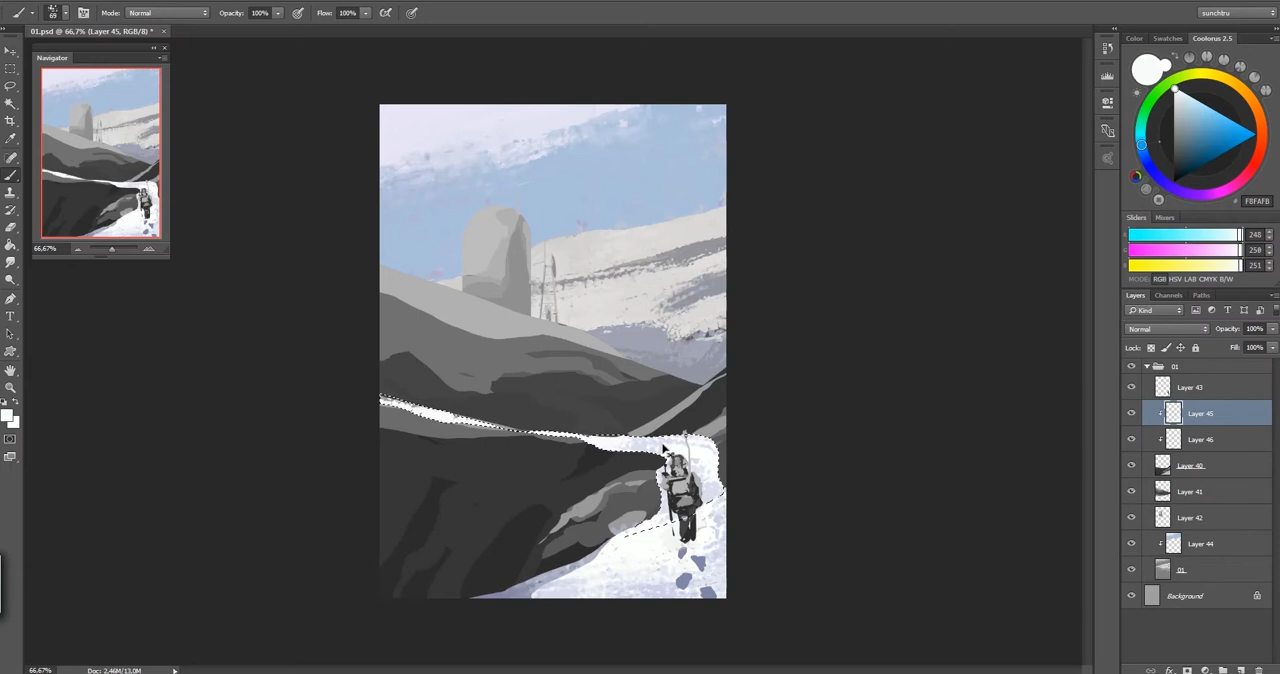 69
Mode:
Normal
Opacity:
100%
Flow:
100%
sunchtru
01.psd @ 66,7% (Layer 45, RGB/8) *
Navigator
66,67%
Color
Swatches
Coolorus 2.5
# F8FAFB
Sliders
Mixers
248
250
251
MODE: RGB HSV LAB CMYK B/W
Layers
Channels
Paths
Kind
Normal
Opacity:
100%
Lock:
Fill:
100%
01
Layer 43
Layer 45
Layer 46
Layer 40
Layer 41
Layer 42
Layer 44
01
Background
66,67%
Doc: 2.46M/13.0M
fx